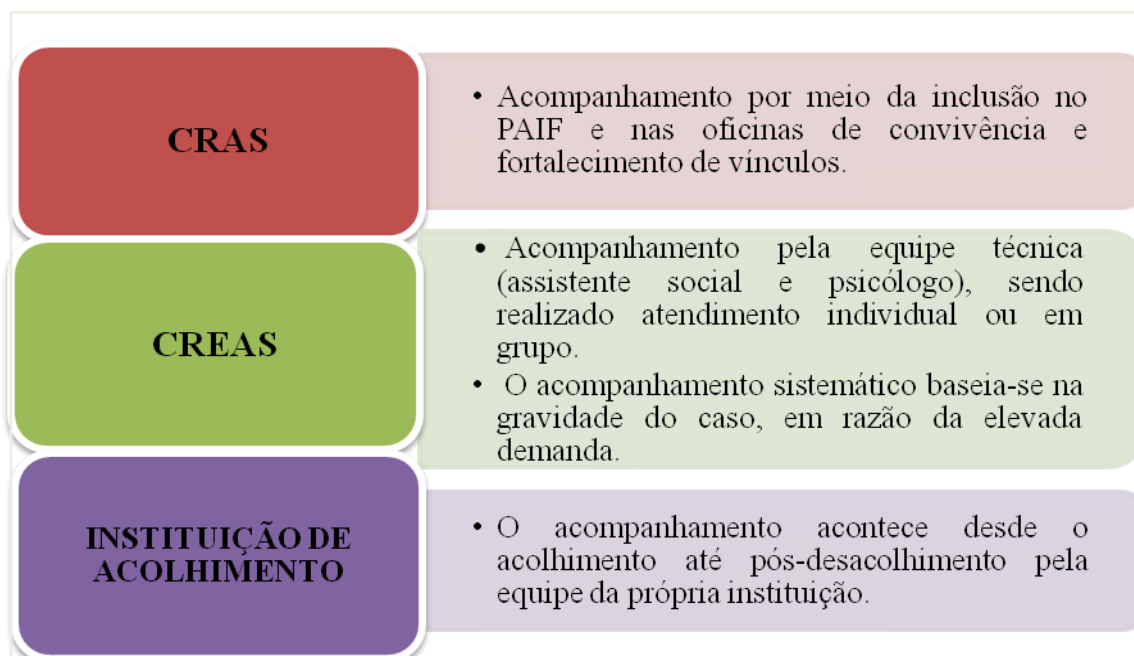 CRAS
• Acompanhamento por meio da inclusão no
PAIF e nas oficinas de convivência e
fortalecimento de vínculos.
CREAS
• Acompanhamento pela equipe técnica
(assistente social e psicólogo), sendo
realizado atendimento individual ou em
grupo.
• O acompanhamento sistemático baseia-se na
gravidade do caso, em razão da elevada
demanda.
INSTITUIÇÃO DE
ACOLHIMENTO
• O acompanhamento acontece desde o
acolhimento até pós-desacolhimento pela
equipe da própria instituição.